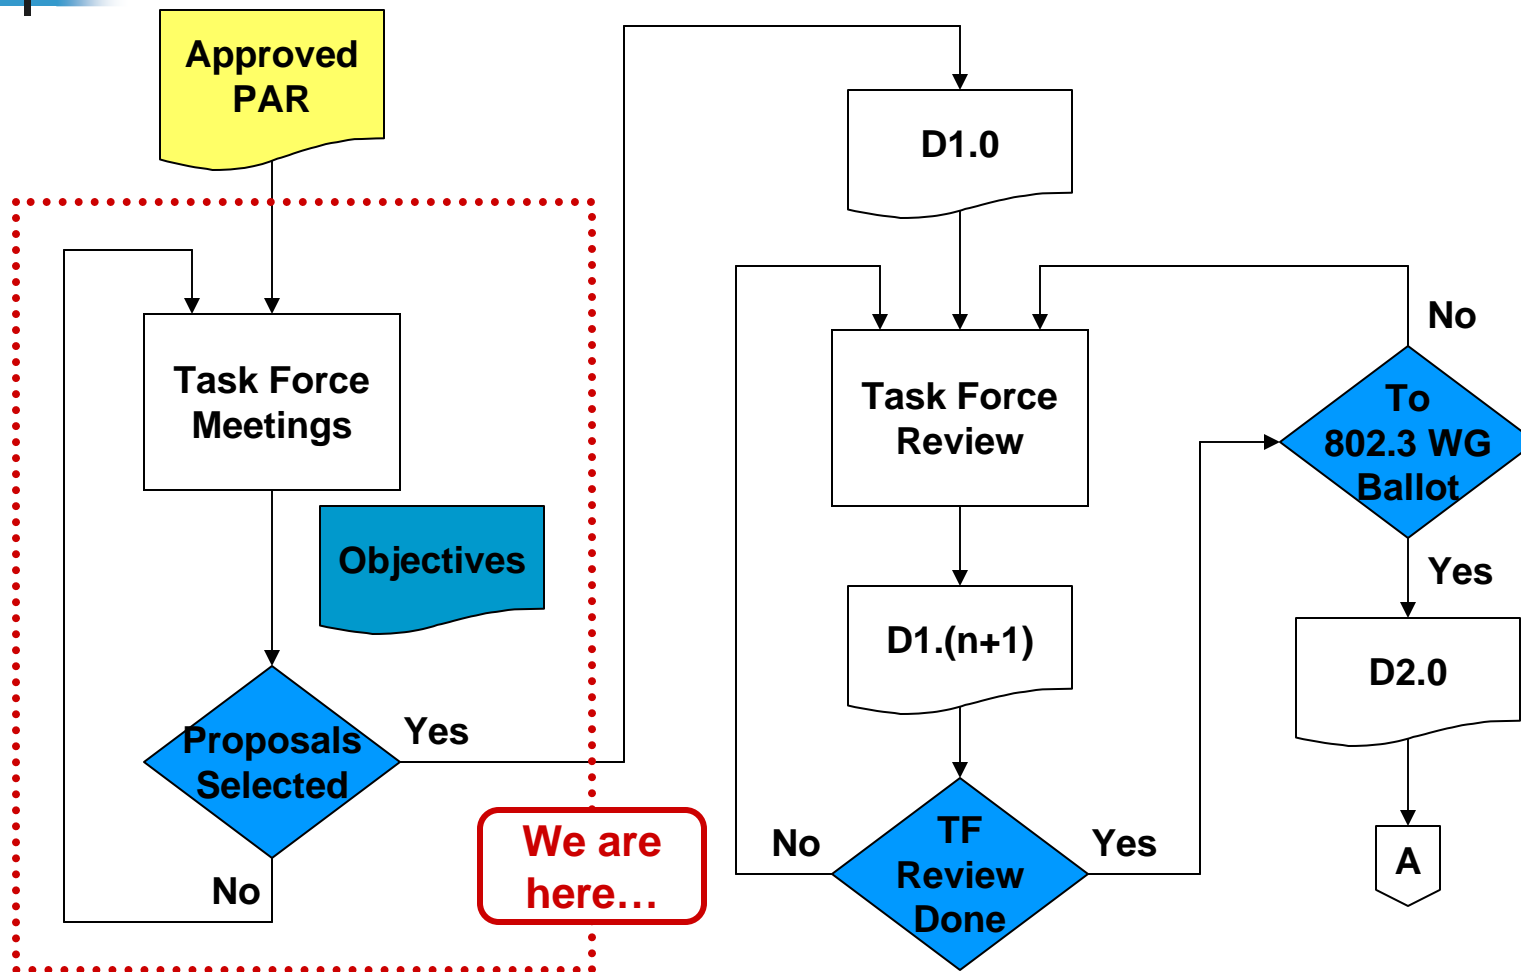 Approved
PAR
Task Force
Meetings
Objectives
Proposals
Selected
Yes
No
We are
here…
D1.0
Task Force
Review
D1.(n+1)
TF
Review
Done
No
Yes
To
802.3 WG
Ballot
No
Yes
D2.0
A